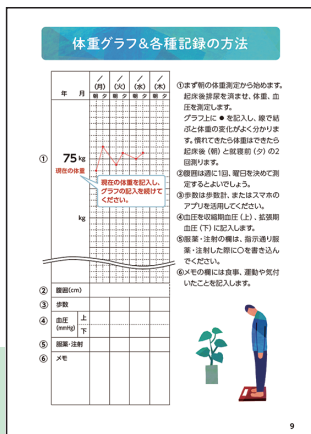 体重グラフ&各種記録の方法
年 月
／ ／ ／ ／
(月) (火) (水) (木)
朝 夕 朝 夕 朝 夕 朝 夕
① 75kg
現在の体重
現在の体重を記入し、
グラフの記入を続けて
ください。
kg
② 腹囲(cm)
③ 歩数
④ 血圧 (mmHg) 上
下
⑤ 服薬・注射
⑥ メモ
①まず朝の体重測定から始めます。
起床後排尿を済ませ、体重、血
圧を測定します。
グラフ上に ● を記入し、線で結
ぶと体重の変化がよく分かりま
す。慣れてきたら体重はできたら
起床後（朝）と就寝前（夕）の2
回測ります。
②腹囲は週に1回、曜日を決めて測
定するとよいでしょう。
③歩数は歩数計、またはスマホの
アプリを活用してください。
④血圧を収縮期血圧（上）、拡張期
血圧（下）に記入します。
⑤服薬・注射の欄は、指示通り服
薬・注射した際に○を書き込ん
でください。
⑥メモの欄には食事、運動や気付
いたことを記入します。
9